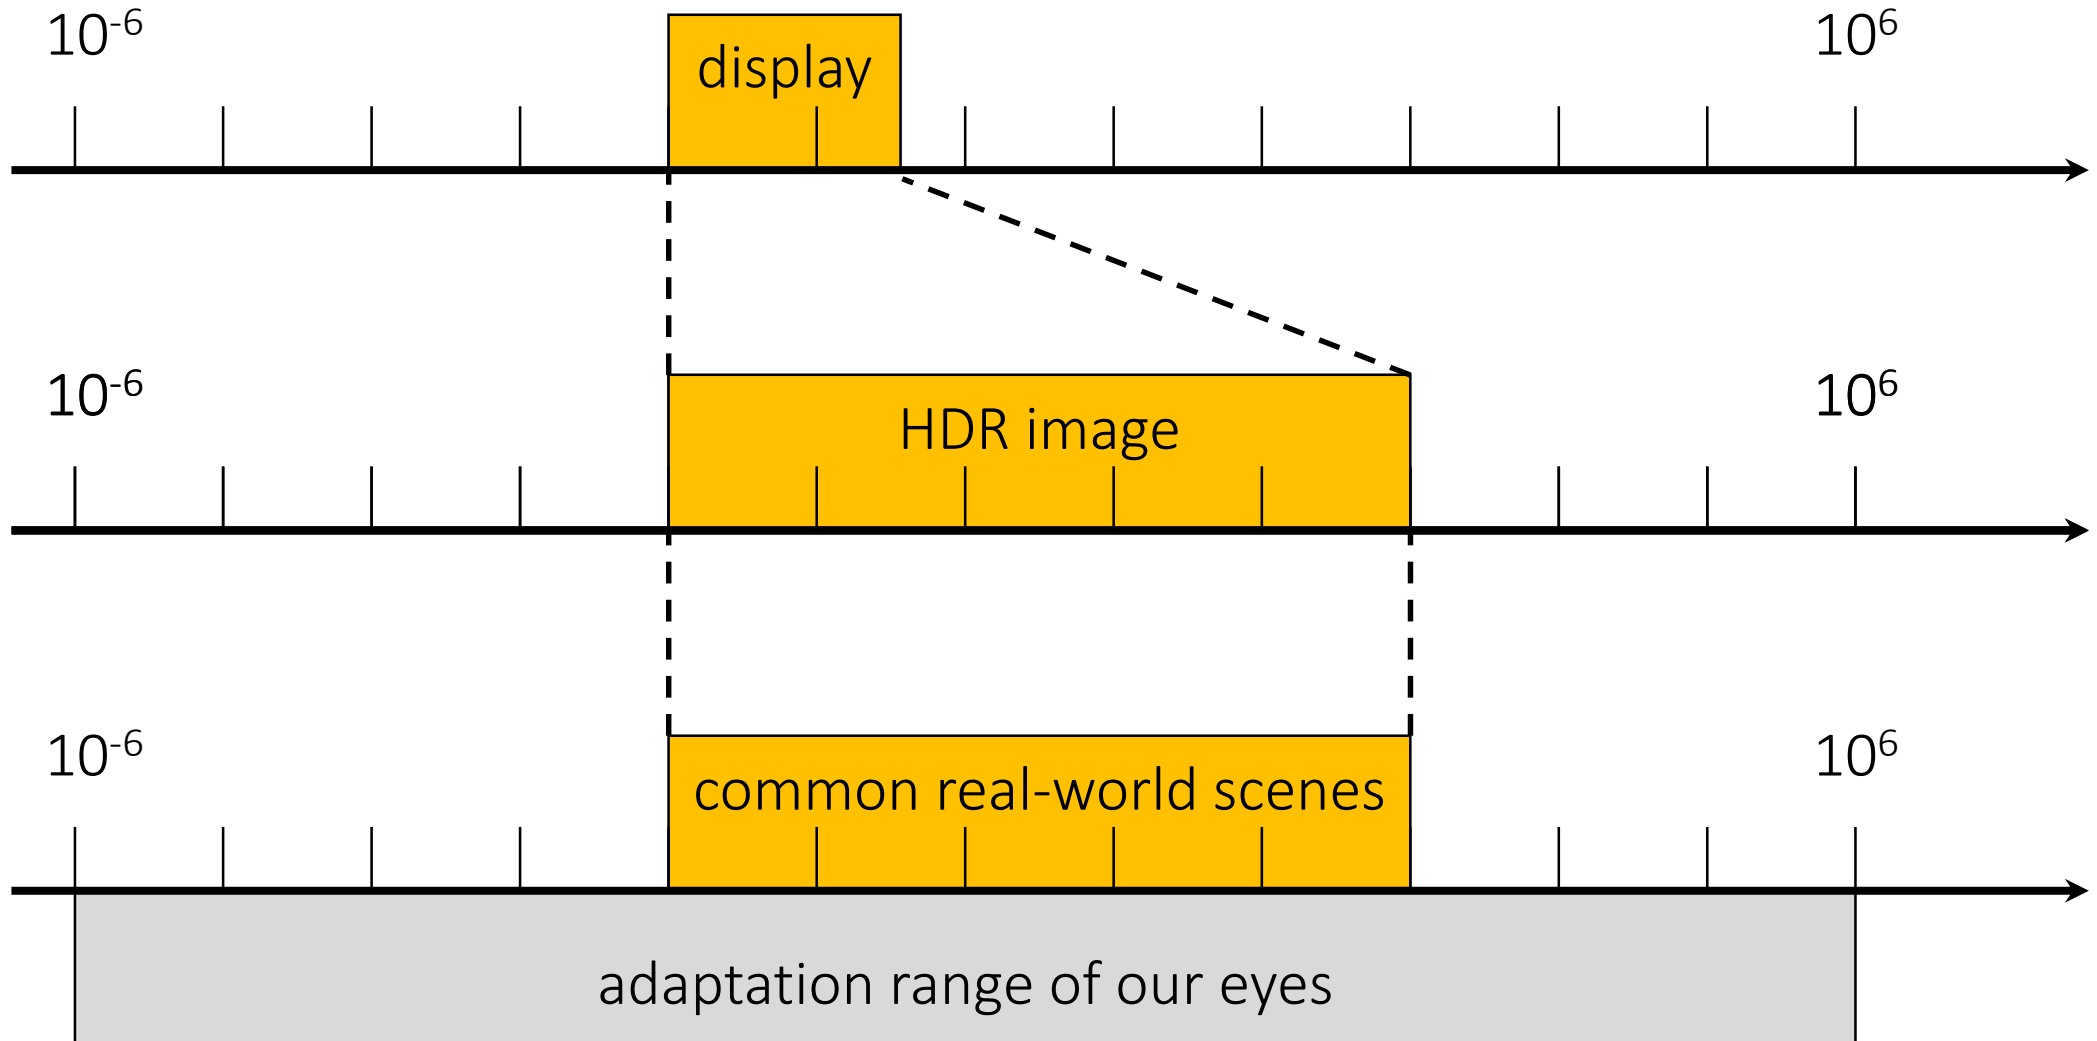 10⁻⁶ 10⁶
display
10⁻⁶ 10⁶
HDR image
10⁻⁶ 10⁶
common real-world scenes
adaptation range of our eyes